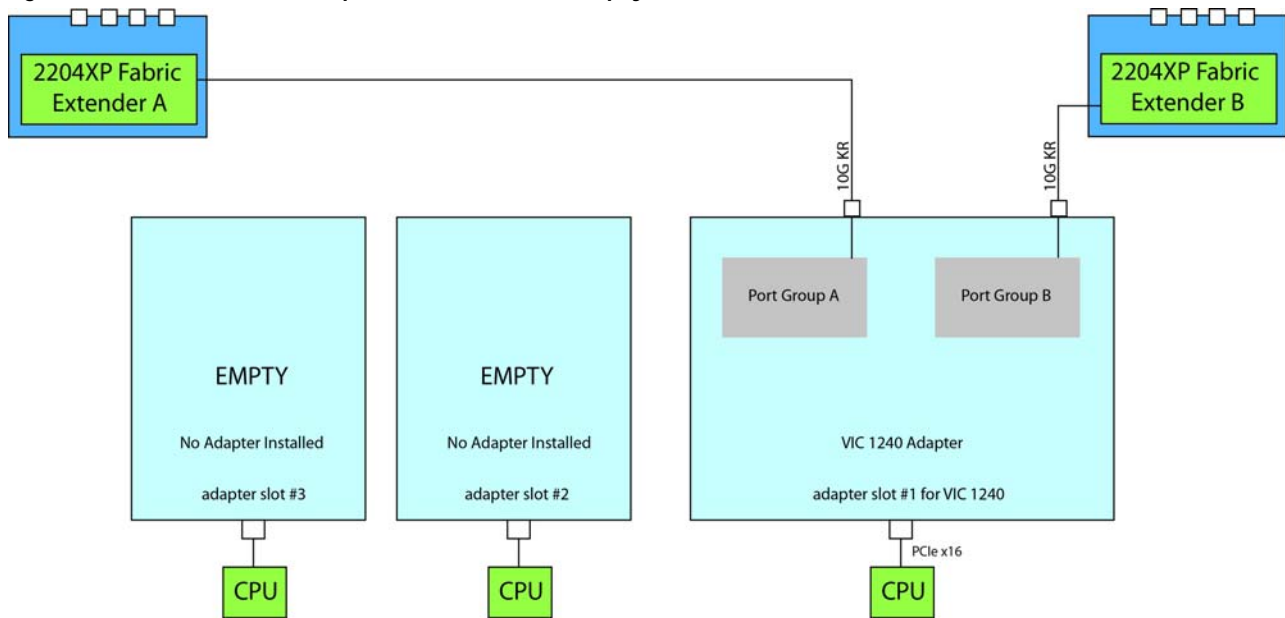 2204XP Fabric
Extender A
2204XP Fabric
Extender B
10G KR
10G KR
Port Group A
Port Group B
EMPTY
EMPTY
No Adapter Installed
No Adapter Installed
VIC 1240 Adapter
adapter slot #3
adapter slot #2
adapter slot #1 for VIC 1240
PCIe x16
CPU
CPU
CPU